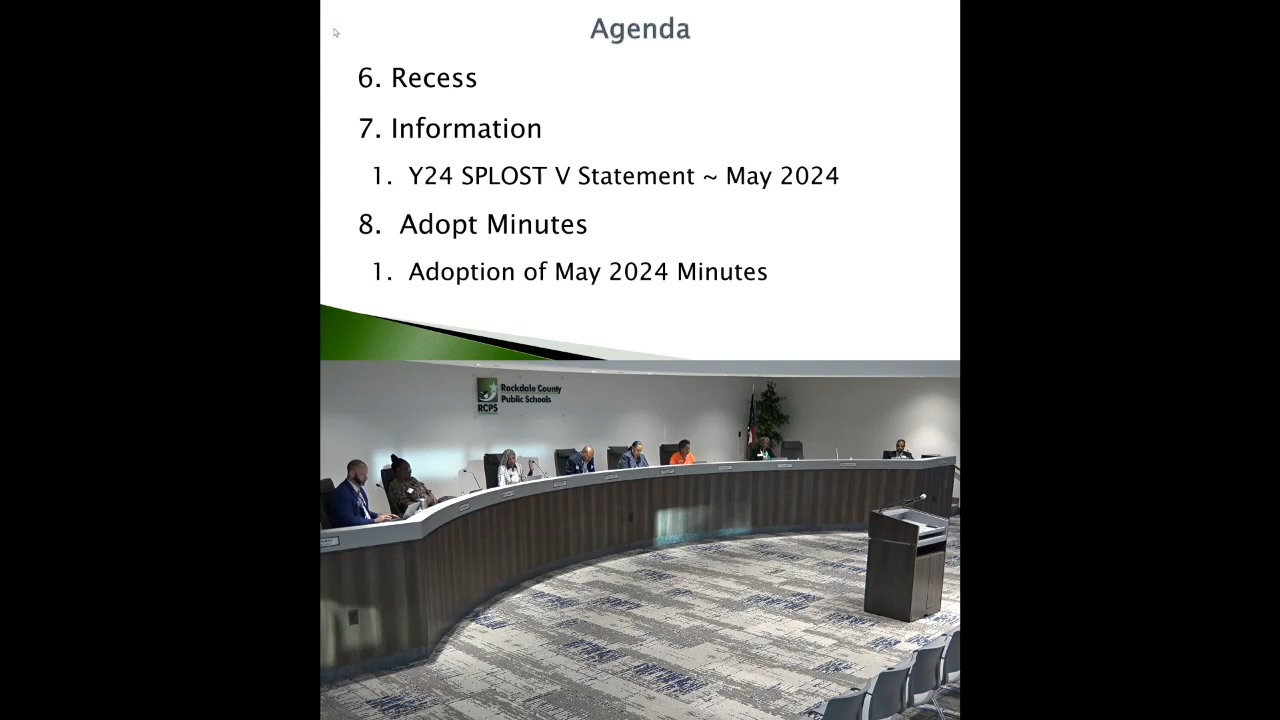 Agenda
6. Recess
7. Information
1. Y24 SPLOST V Statement ~ May 2024
8. Adopt Minutes
1. Adoption of May 2024 Minutes
Rockdale County
Public Schools
RCPS